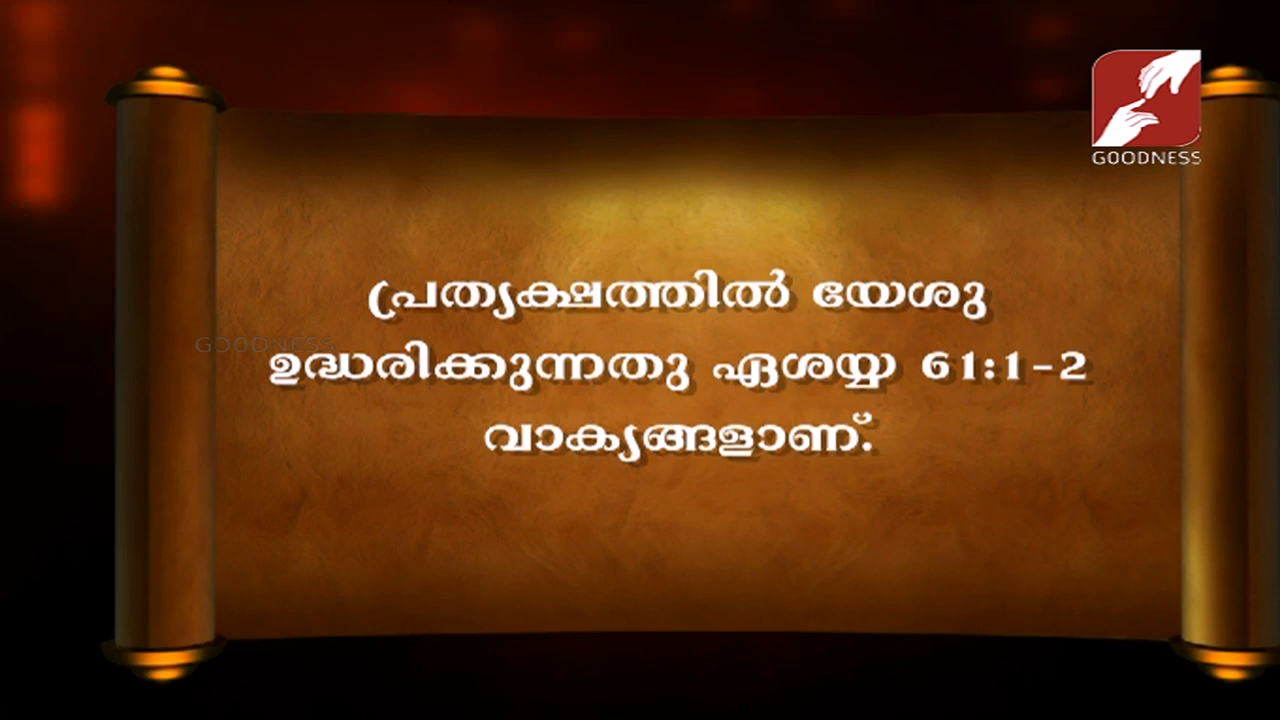 GOODNESS
പ്രത്യക്ഷത്തിൽ യേശു
GOODNESS
ഉദ്ധരിക്കുന്നതു ഏശയ്യ 61:1-2
വാക്യങ്ങളാണ്.